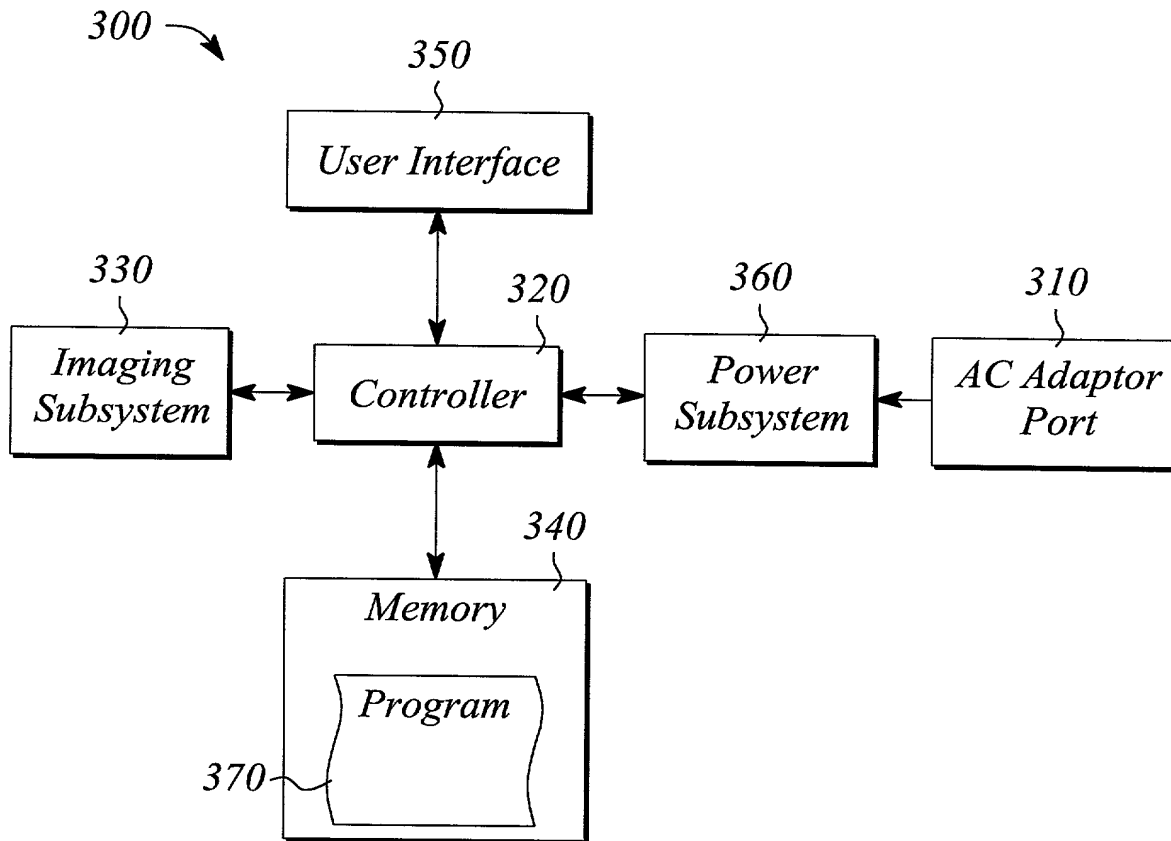 300
350
User Interface
330
320
360
310
Imaging
Subsystem
Controller
Power
Subsystem
AC Adaptor
Port
340
Memory
Program
370